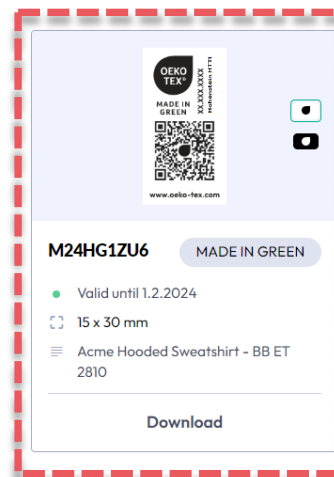 OEKO
TEX®
MADE IN
GREEN
XX.XXX.XXXX
Hohenstein HTTI
www.oeko-tex.com
M24HG1ZU6
MADE IN GREEN
Valid until 1.2.2024
15 x 30 mm
Acme Hooded Sweatshirt - BB ET
2810
Download